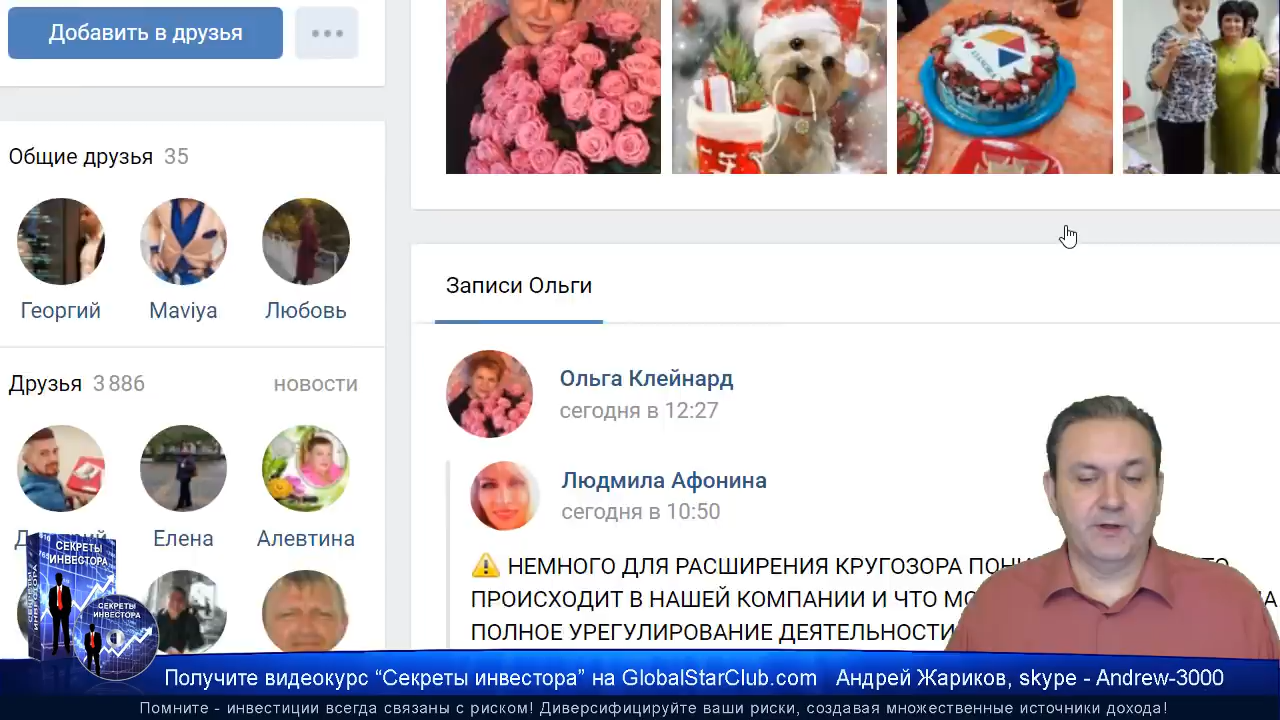 Добавить в друзья
Общие друзья 35
Георгий Maviya Любовь
Друзья 3 886 новости
Елена Алевтина
Записи Ольги
Ольга Клейнард
сегодня в 12:27
Людмила Афонина
сегодня в 10:50
НЕМНОГО ДЛЯ РАСШИРЕНИЯ КРУГОЗОРА
ПРОИСХОДИТ В НАШЕЙ КОМПАНИИ И ЧТО
ПОЛНОЕ УРЕГУЛИРОВАНИЕ ДЕЯТЕЛЬНОСТИ
СЕКРЕТЫ
ИНВЕСТОРА
СЕКРЕТЫ
ИНВЕСТОРА
Получите видеокурс “Секреты инвестора” на GlobalStarClub.com Андрей Жариков, skype - Andrew-3000
Помните - инвестиции всегда связаны с риском! Диверсифицируйте ваши риски, создавая множественные источники дохода!